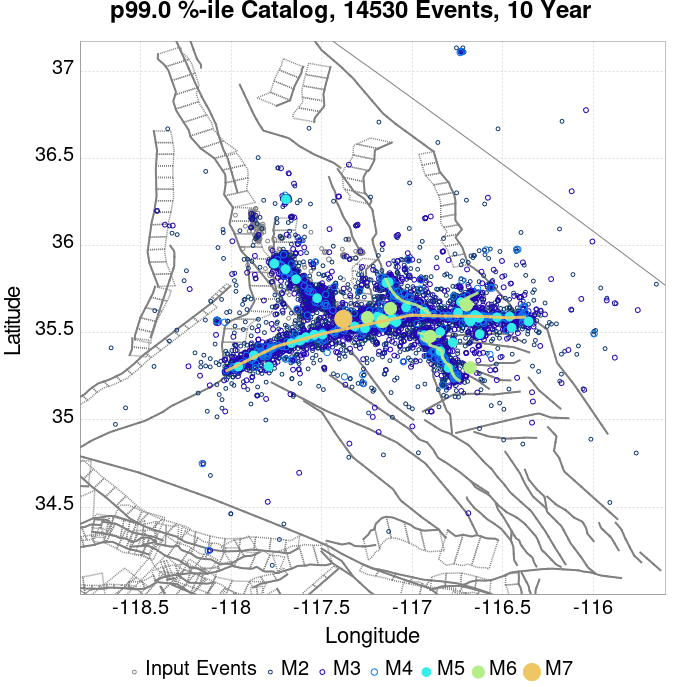 p99.0 %-ile Catalog, 14530 Events, 10 Year
37
36.5
36
35.5
35
34.5
Latitude
-118.5 -118 -117.5 -117 -116.5 -116
Longitude
Input Events M2 M3 M4 M5 M6 M7